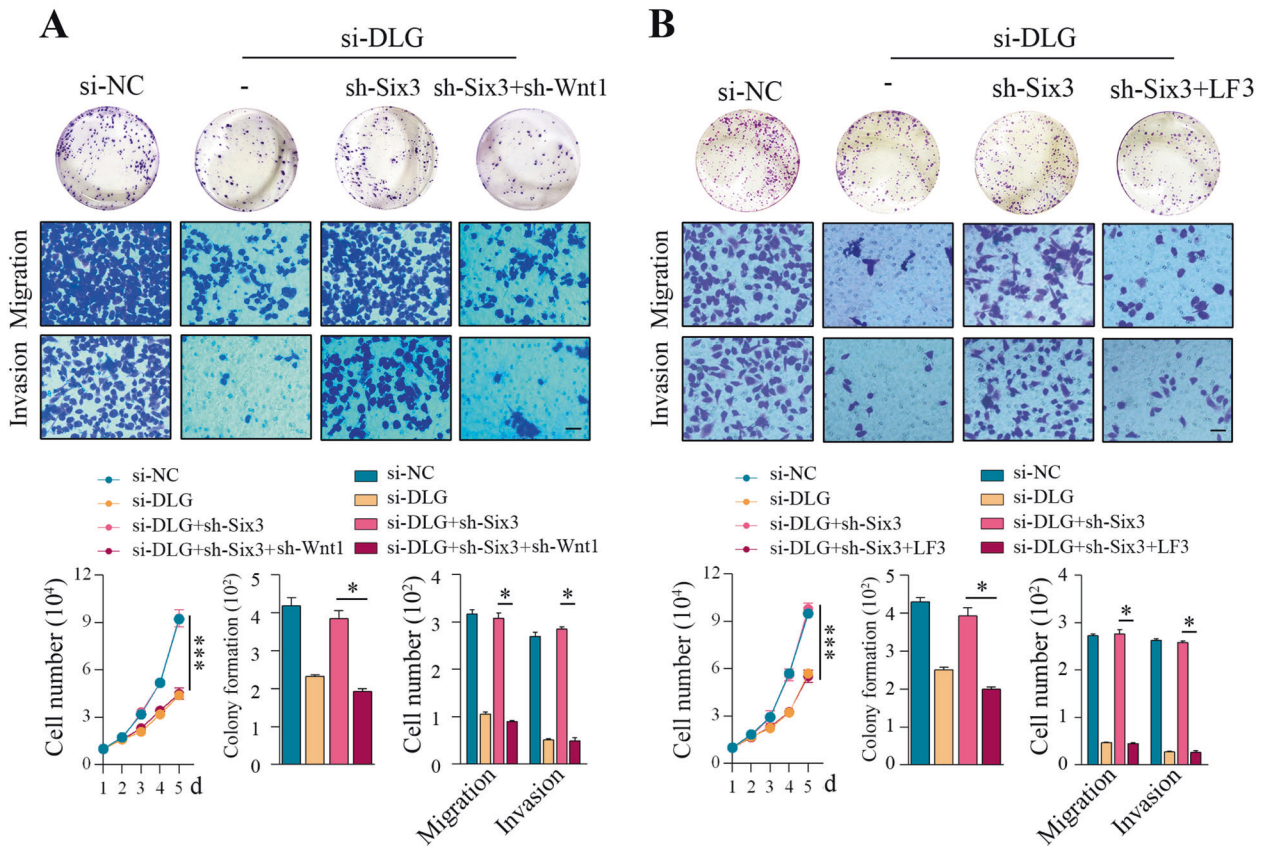 A
si-DLG
si-NC
-
sh-Six3
sh-Six3+sh-Wnt1
Migration
Invasion
si-NC
si-DLG
si-DLG+sh-Six3
si-DLG+sh-Six3+sh-Wnt1
si-NC
si-DLG
si-DLG+sh-Six3
si-DLG+sh-Six3+sh-Wnt1
Cell number (10⁴)
12
9
6
3
0
1 2 3 4 5 d
***
Colony formation (10²)
5
4
3
2
1
0
*
Cell number (10²)
4
3
2
1
0
* *
Migration
Invasion
B
si-DLG
si-NC
-
sh-Six3
sh-Six3+LF3
Migration
Invasion
si-NC
si-DLG
si-DLG+sh-Six3
si-DLG+sh-Six3+LF3
si-NC
si-DLG
si-DLG+sh-Six3
si-DLG+sh-Six3+LF3
Cell number (10⁴)
12
9
6
3
0
1 2 3 4 5 d
***
Colony formation (10²)
5
4
3
2
1
0
*
Cell number (10²)
4
3
2
1
0
* *
Migration
Invasion